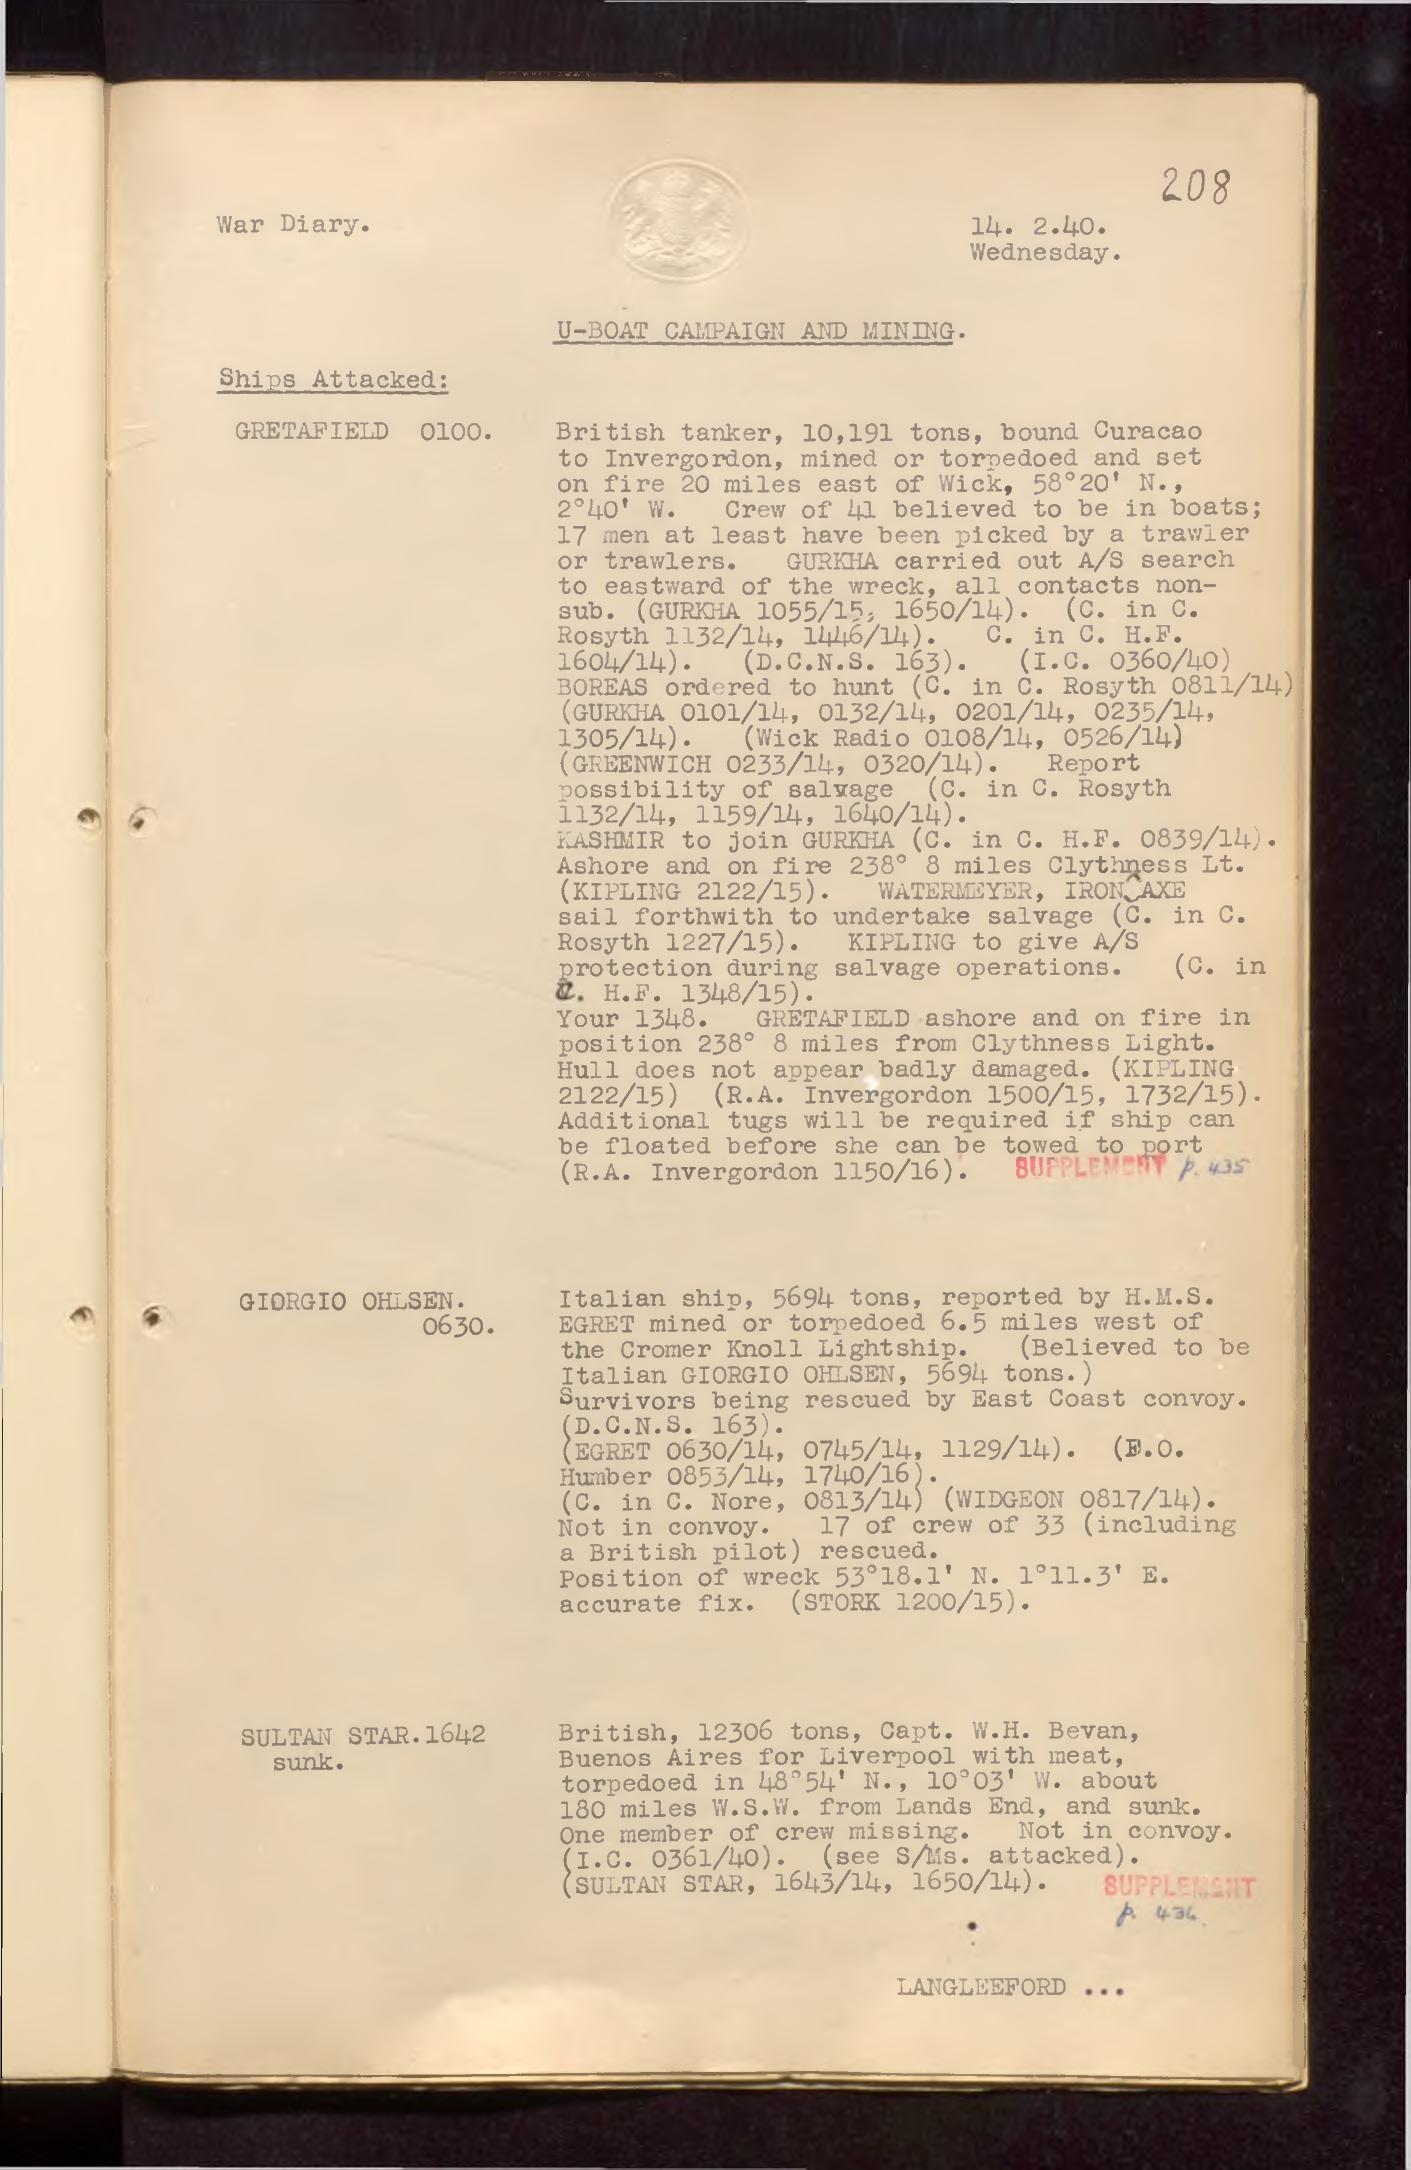 208
War Diary.
14. 2.40.
Wednesday.
U-BOAT CAMPAIGN AND MINING.
Ships Attacked:
GRETAFIELD 0100.
British tanker, 10,191 tons, bound Curacao
to Invergordon, mined or torpedoed and set
on fire 20 miles east of Wick, 58°20' N.,
2°40' W. Crew of 41 believed to be in boats;
17 men at least have been picked by a trawler
or trawlers. GURKHA carried out A/S search
to eastward of the wreck, all contacts non-
sub. (GURKHA 1055/15, 1650/14). (C. in C.
Rosyth 1132/14, 1446/14). C. in C. H.F.
1604/14). (D.C.N.S. 163). (I.C. 0360/40)
BOREAS ordered to hunt (C. in C. Rosyth 0811/14)
(GURKHA 0101/14, 0132/14, 0201/14, 0235/14,
1305/14). (Wick Radio 0108/14, 0526/14)
(GREENWICH 0233/14, 0320/14). Report
possibility of salvage (C. in C. Rosyth
1132/14, 1159/14, 1640/14).
KASHMIR to join GURKHA (C. in C. H.F. 0839/14).
Ashore and on fire 238° 8 miles Clythness Lt.
(KIPLING 2122/15). WATERMEYER, IRON AXE
sail forthwith to undertake salvage (C. in C.
Rosyth 1227/15). KIPLING to give A/S
protection during salvage operations. (C. in
C. H.F. 1348/15).
Your 1348. GRETAFIELD ashore and on fire in
position 238° 8 miles from Clythness Light.
Hull does not appear badly damaged. (KIPLING
2122/15) (R.A. Invergordon 1500/15, 1732/15).
Additional tugs will be required if ship can
be floated before she can be towed to port
(R.A. Invergordon 1150/16). SUPPLEMENT p. 435
GIORGIO OHLSEN.
0630.
Italian ship, 5694 tons, reported by H.M.S.
EGRET mined or torpedoed 6.5 miles west of
the Cromer Knoll Lightship. (Believed to be
Italian GIORGIO OHLSEN, 5694 tons.)
Survivors being rescued by East Coast convoy.
(D.C.N.S. 163).
(EGRET 0630/14, 0745/14, 1129/14). (F.O.
Humber 0853/14, 1740/16).
(C. in C. Nore, 0813/14) (WIDGEON 0817/14).
Not in convoy. 17 of crew of 33 (including
a British pilot) rescued.
Position of wreck 53°18.1' N. 1°11.3' E.
accurate fix. (STORK 1200/15).
SULTAN STAR.1642
sunk.
British, 12306 tons, Capt. W.H. Bevan,
Buenos Aires for Liverpool with meat,
torpedoed in 48°54' N., 10°03' W. about
180 miles W.S.W. from Lands End, and sunk.
One member of crew missing. Not in convoy.
(I.C. 0361/40). (see S/Ms. attacked).
(SULTAN STAR, 1643/14, 1650/14). SUPPLEMENT
p. 436
LANGLEEFORD ...